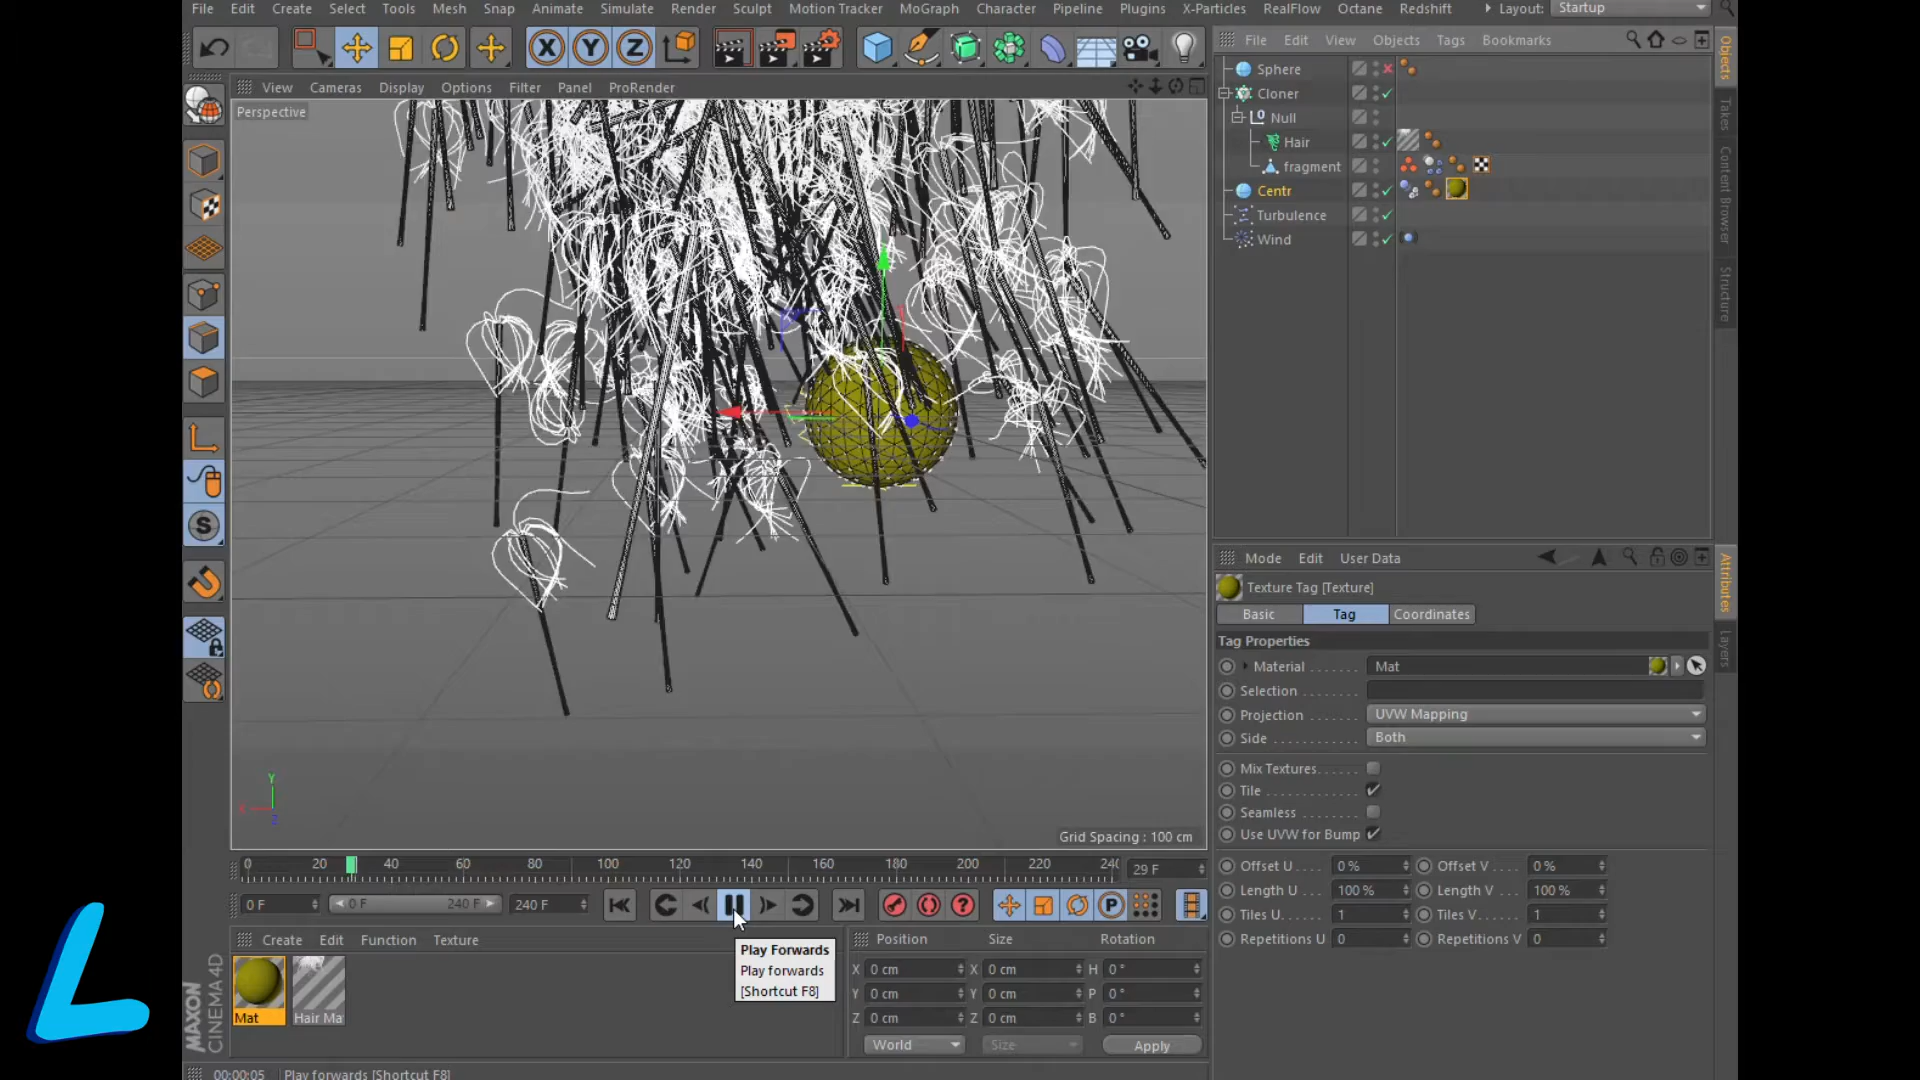 File Edit Create Select Tools Mesh Snap Animate Simulate Render Sculpt Motion Tracker MoGraph Character Pipeline Plugins X-Particles RealFlow Octane Redshift Layout: Startup
View Cameras Display Options Filter Panel ProRender
Perspective
File Edit View Objects Tags Bookmarks
Sphere
Cloner
Null
Hair
fragment
Centr
Turbulence
Wind
Objects
Takes
Content Browser
Structure
Mode Edit User Data
Texture Tag [Texture]
Basic Tag Coordinates
Tag Properties
Material Mat
Selection
Projection UVW Mapping
Side Both
Mix Textures
Tile
Seamless
Use UVW for Bump
Offset U 0 % Offset V 0 %
Length U 100 % Length V 100 %
Tiles U 1 Tiles V 1
Repetitions U 0 Repetitions V 0
Attributes
Layers
Y
X
Z
Grid Spacing : 100 cm
0 20 40 60 80 100 120 140 160 180 200 220 240 29 F
0 F 0 F 240 F 240 F
Create Edit Function Texture
Mat Hair Ma
Play Forwards
Play forwards
[Shortcut F8]
Position Size Rotation
X 0 cm X 0 cm H 0 °
Y 0 cm Y 0 cm P 0 °
Z 0 cm Z 0 cm B 0 °
World Size Apply
MAXON
CINEMA 4D
00:00:05 Play forwards [Shortcut F8]
L